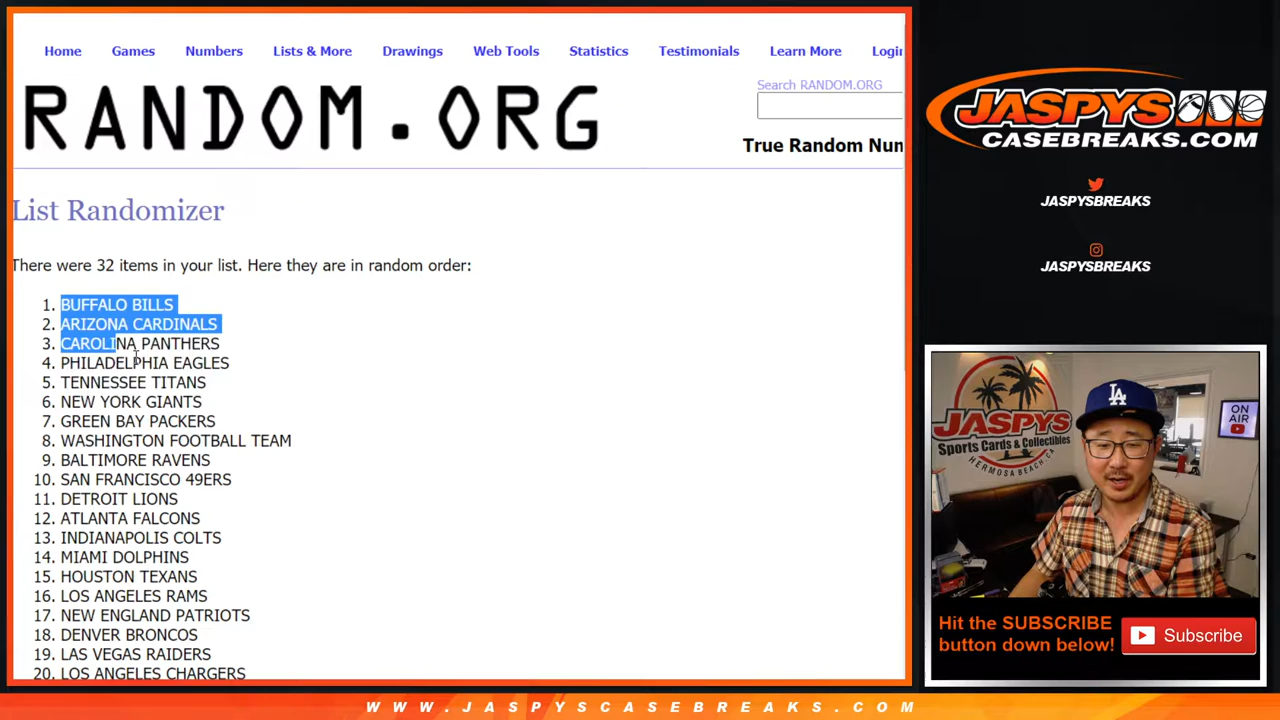 Home Games Numbers Lists & More Drawings Web Tools Statistics Testimonials Learn More Login
Search RANDOM.ORG
RANDOM.ORG
True Random Num
List Randomizer
There were 32 items in your list. Here they are in random order:
1. BUFFALO BILLS
2. ARIZONA CARDINALS
3. CAROLINA PANTHERS
4. PHILADELPHIA EAGLES
5. TENNESSEE TITANS
6. NEW YORK GIANTS
7. GREEN BAY PACKERS
8. WASHINGTON FOOTBALL TEAM
9. BALTIMORE RAVENS
10. SAN FRANCISCO 49ERS
11. DETROIT LIONS
12. ATLANTA FALCONS
13. INDIANAPOLIS COLTS
14. MIAMI DOLPHINS
15. HOUSTON TEXANS
16. LOS ANGELES RAMS
17. NEW ENGLAND PATRIOTS
18. DENVER BRONCOS
19. LAS VEGAS RAIDERS
20. LOS ANGELES CHARGERS
JASPYS
CASEBREAKS.COM
JASPYSBREAKS
JASPYSBREAKS
JASPYS
Sports Cards & Collectibles
HERMOSA BEACH, CA
LA
ON
AIR
Hit the SUBSCRIBE
button down below!
Subscribe
WWW.JASPYSCASEBREAKS.COM